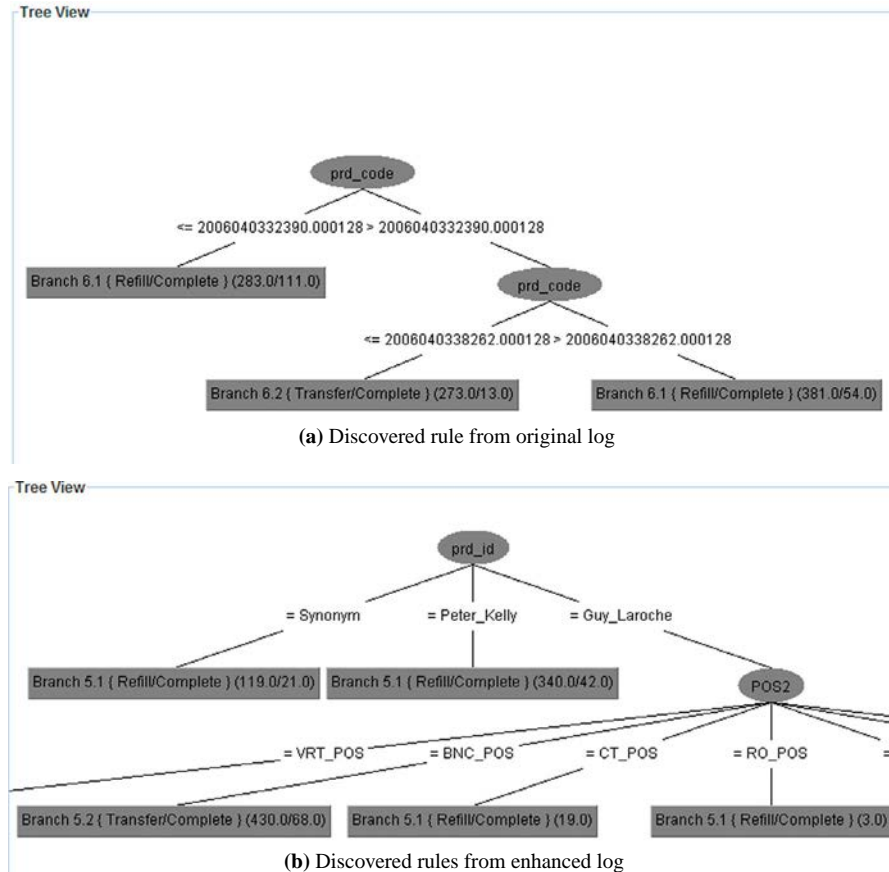 Tree View
prd_code
<= 2006040332390.000128 > 2006040332390.000128
Branch 6.1 { Refill/Complete } (283.0/111.0)
prd_code
<= 2006040338262.000128 > 2006040338262.000128
Branch 6.2 { Transfer/Complete } (273.0/13.0)
Branch 6.1 { Refill/Complete } (381.0/54.0)
(a) Discovered rule from original log
Tree View
prd_id
= Synonym
= Peter_Kelly
= Guy_Laroche
Branch 5.1 { Refill/Complete } (119.0/21.0)
Branch 5.1 { Refill/Complete } (340.0/42.0)
POS2
= VRT_POS
= BNC_POS
= CT_POS
= RO_POS
=
Branch 5.2 { Transfer/Complete } (430.0/68.0)
Branch 5.1 { Refill/Complete } (19.0)
Branch 5.1 { Refill/Complete } (3.0)
(b) Discovered rules from enhanced log